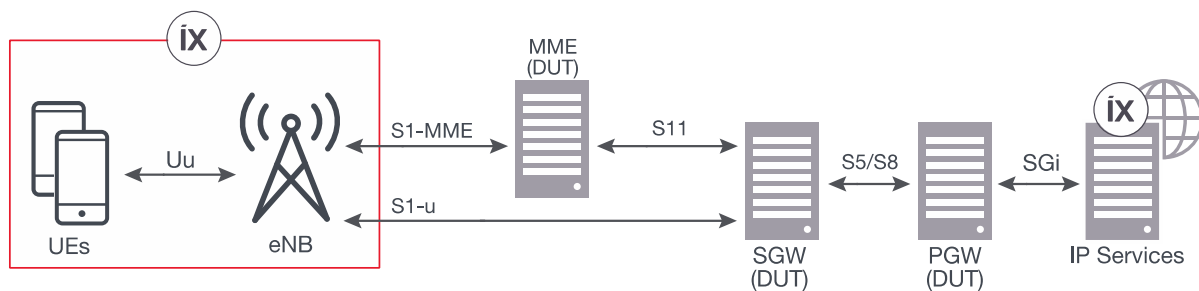 ix
MME
(DUT)
ix
S1-MME
S11
Uu
S5/S8
SGi
S1-u
UEs
eNB
SGW
(DUT)
PGW
(DUT)
IP Services